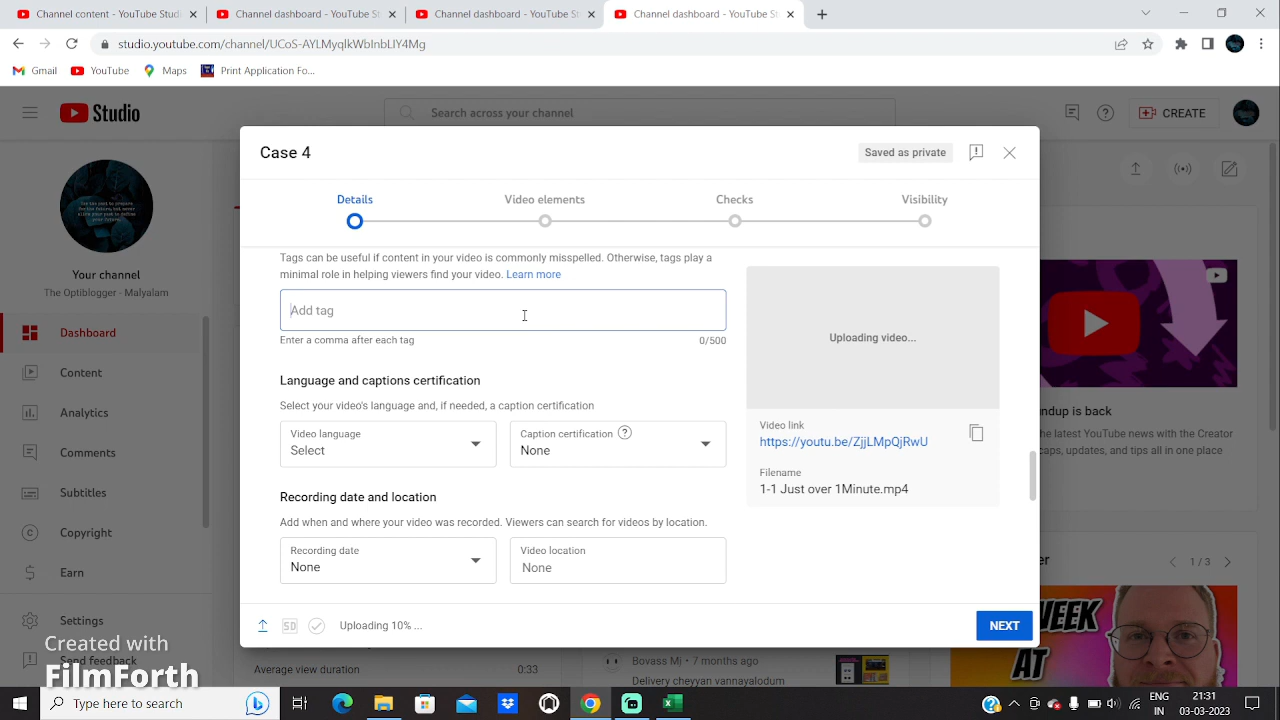 Channel dashboard - YouTube Studi
Channel dashboard - YouTube St
Channel dashboard - YouTube St
Channel dashboard - YouTube St
studio.youtube.com/channel/UCoS-AYLMyqlkWbInbLIY4Mg
Gmail
YouTube
Maps
Print Application Fo...
Studio
Search across your channel
CREATE
Case 4
Saved as private
Details
Video elements
Checks
Visibility
Your channel
The Optiblogger - Malyalam
Dashboard
Content
Analytics
Comments
Subtitles
Copyright
Earn
Settings
Send feedback
Tags can be useful if content in your video is commonly misspelled. Otherwise, tags play a
minimal role in helping viewers find your video. Learn more
Add tag
Enter a comma after each tag
0/500
Language and captions certification
Select your video's language and, if needed, a caption certification
Video language
Select
Caption certification
None
Recording date and location
Add when and where your video was recorded. Viewers can search for videos by location.
Recording date
None
Video location
None
Uploading video...
Video link
https://youtu.be/ZjjLMpQjRwU
Filename
1-1 Just over 1Minute.mp4
Uploading 10% ...
NEXT
ndup is back
he latest YouTube news with the Creator
caps, updates, and tips all in one place
er
1 / 3
WEEK
AT
Average view duration
0:33
Bovass Mj • 7 months ago
Delivery cheyyan vannayalodum
Created with
FilmForth
Type here to search
ENG
IN
21:31
03-03-2023